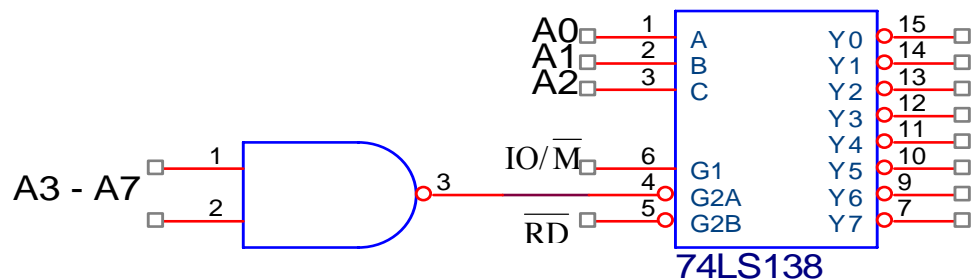 A0 1 A Y0 15
A1 2 B Y1 14
A2 3 C Y2 13
Y3 12
Y4 11
IO/M̅ 6 G1 Y5 10
A3 - A7 1 2 3 4 G2A Y6 9
R̅D̅ 5 G2B Y7 7
74LS138